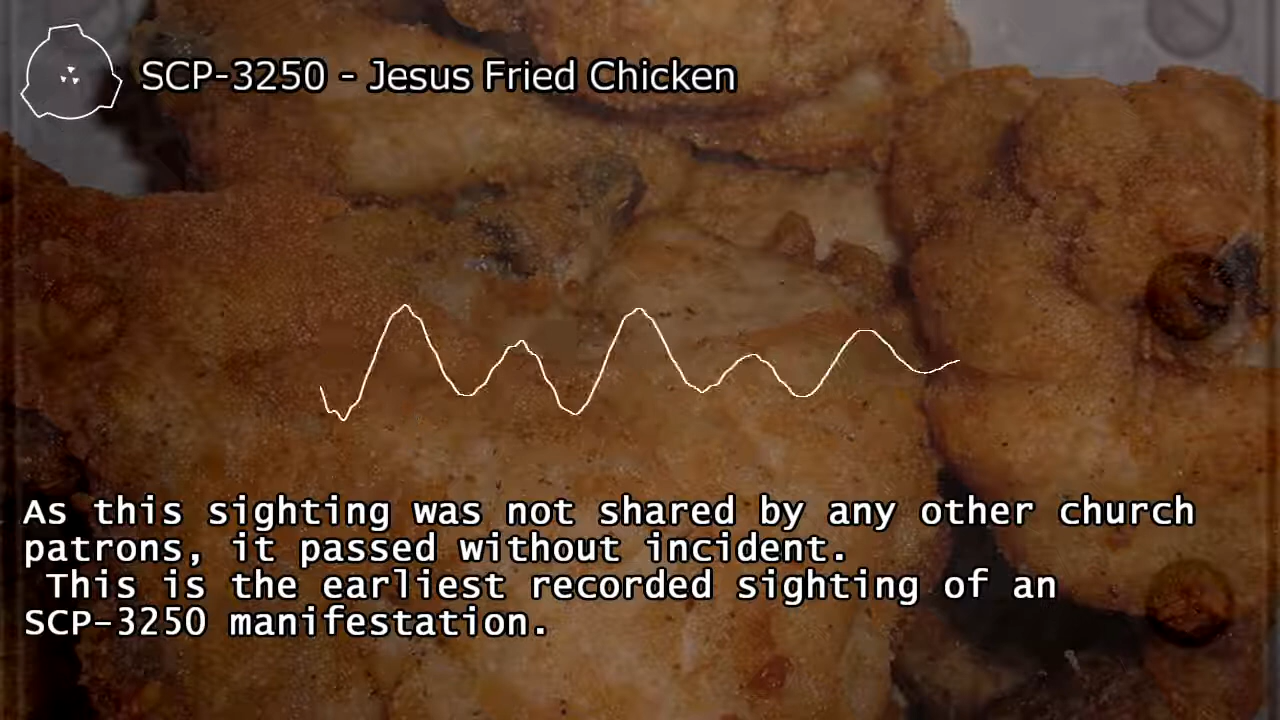 SCP-3250 - Jesus Fried Chicken
As this sighting was not shared by any other church
patrons, it passed without incident.
This is the earliest recorded sighting of an
SCP-3250 manifestation.